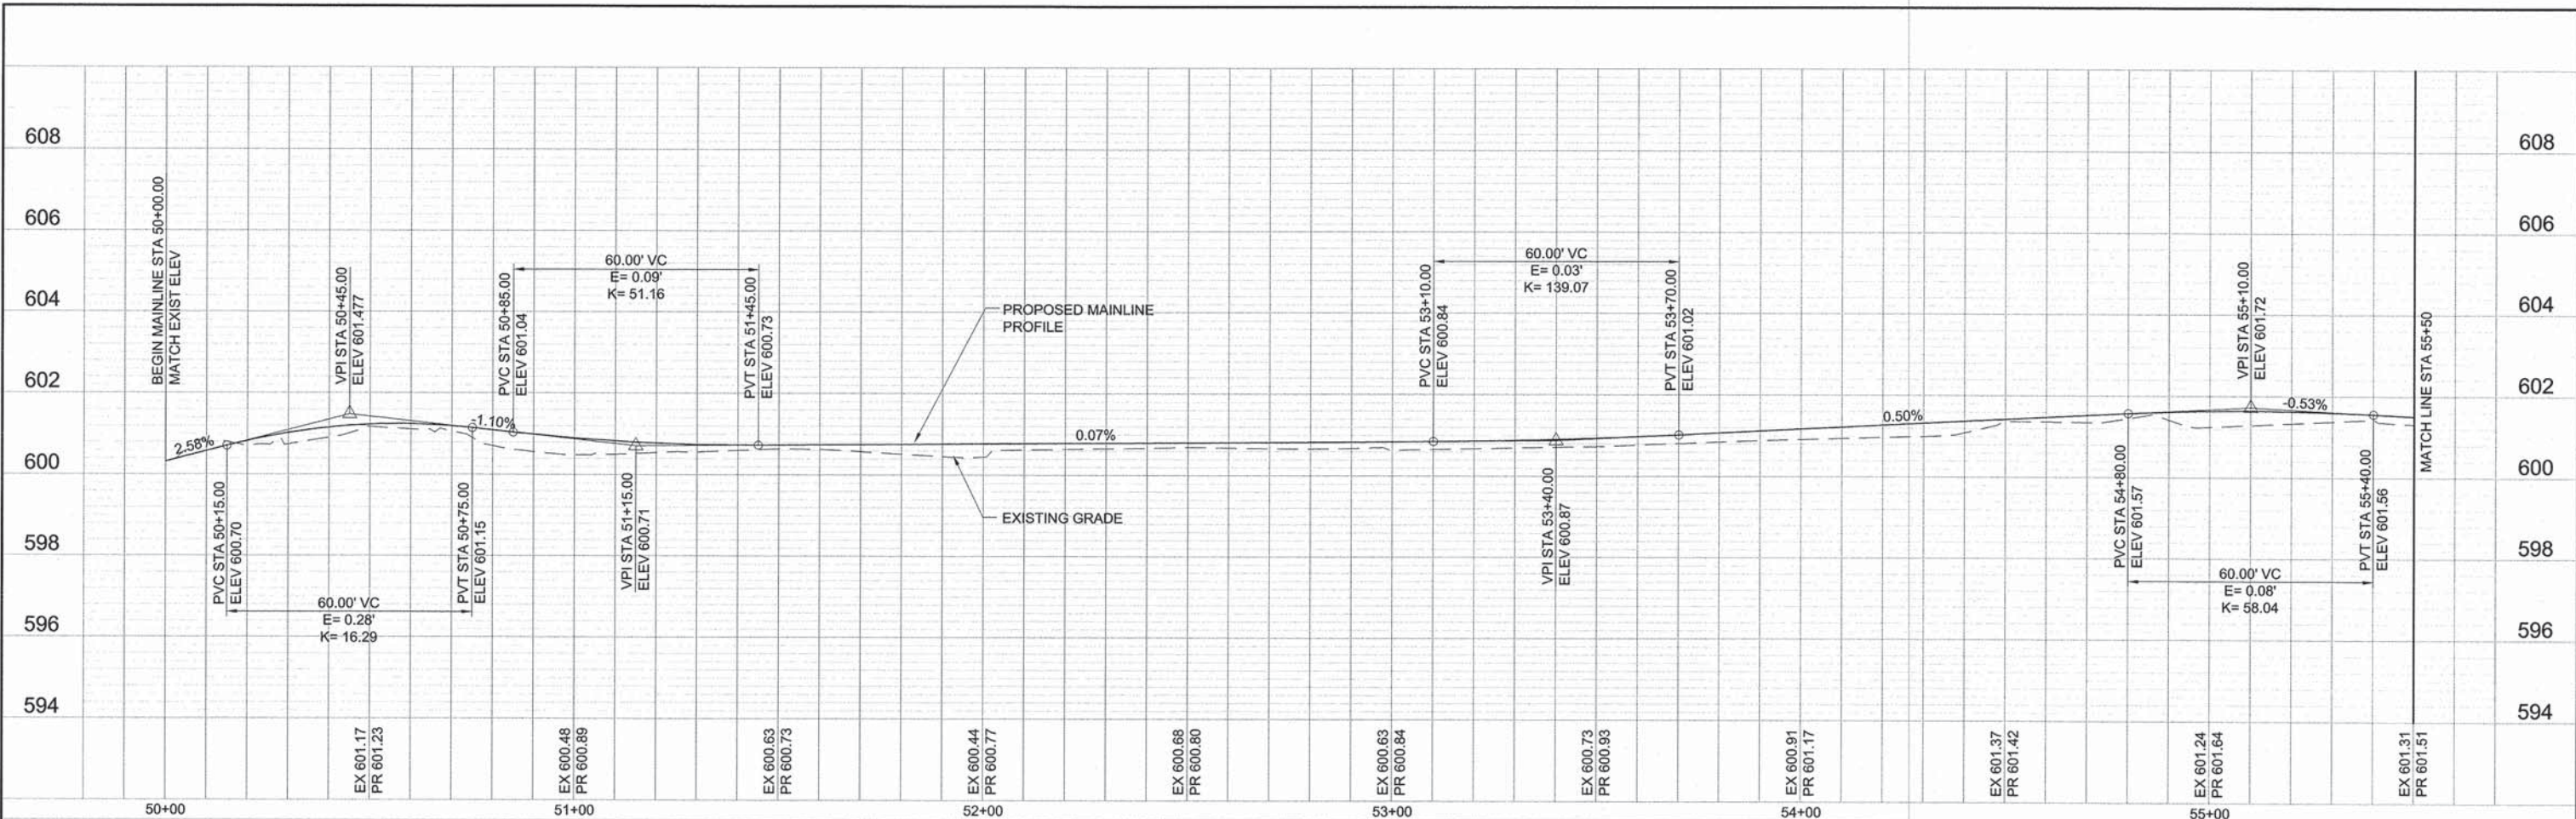 608
606
604
602
600
598
596
594
BEGIN MAINLINE STA 50+00.00
MATCH EXIST ELEV
2.58%
PVC STA 50+15.00
ELEV 600.70
VPI STA 50+45.00
ELEV 601.477
60.00' VC
E= 0.28'
K= 16.29
PVT STA 50+75.00
ELEV 601.15
-1.10%
PVC STA 50+85.00
ELEV 601.04
60.00' VC
E= 0.09'
K= 51.16
VPI STA 51+15.00
ELEV 600.71
PVT STA 51+45.00
ELEV 600.73
PROPOSED MAINLINE
PROFILE
EXISTING GRADE
0.07%
PVC STA 53+10.00
ELEV 600.84
60.00' VC
E= 0.03'
K= 139.07
VPI STA 53+40.00
ELEV 600.87
PVT STA 53+70.00
ELEV 601.02
0.50%
PVC STA 54+80.00
ELEV 601.57
VPI STA 55+10.00
ELEV 601.72
60.00' VC
E= 0.08'
K= 58.04
-0.53%
PVT STA 55+40.00
ELEV 601.56
MATCH LINE STA 55+50
608
606
604
602
600
598
596
594
EX 601.17
PR 601.23
EX 600.48
PR 600.89
EX 600.63
PR 600.73
EX 600.44
PR 600.77
EX 600.68
PR 600.80
EX 600.63
PR 600.84
EX 600.73
PR 600.93
EX 600.91
PR 601.17
EX 601.37
PR 601.42
EX 601.24
PR 601.64
EX 601.31
PR 601.51
50+00
51+00
52+00
53+00
54+00
55+00